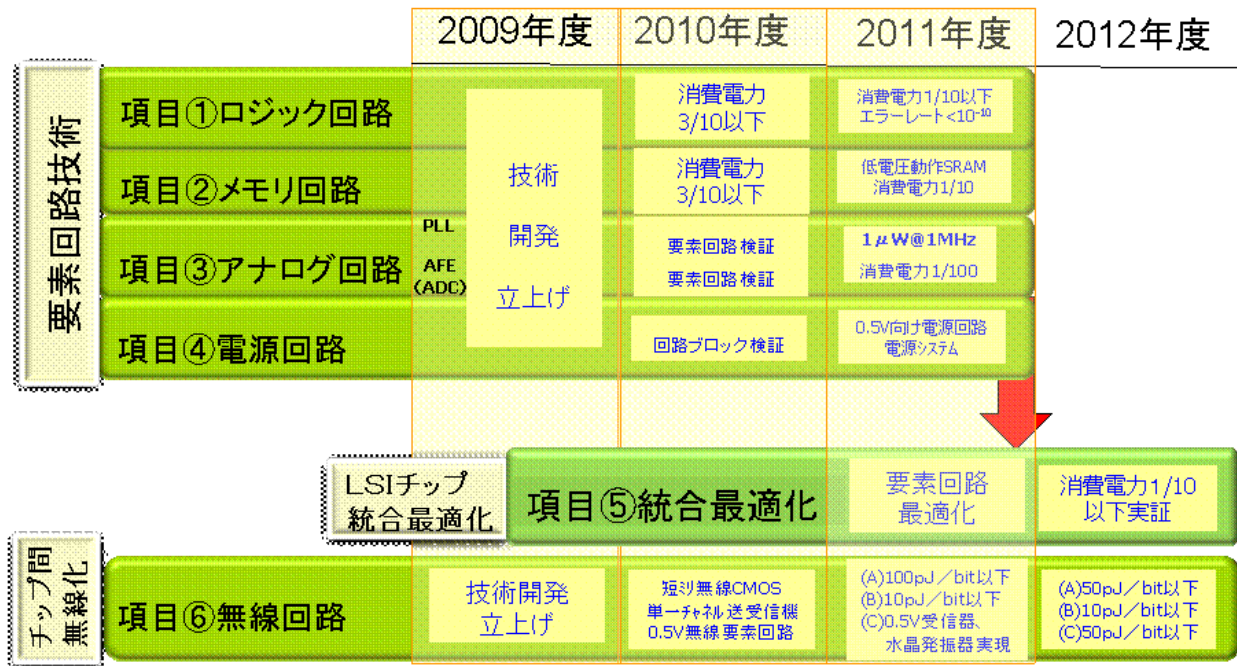 2009年度
2010年度
2011年度
2012年度
要素回路技術
項目①ロジック回路
消費電力
3/10以下
消費電力1/10以下
エラーレート<10⁻¹⁰
項目②メモリ回路
技術
開発
立上げ
消費電力
3/10以下
低電圧動作SRAM
消費電力1/10
項目③アナログ回路
PLL
AFE
(ADC)
要素回路検証
要素回路検証
1μW@1MHz
消費電力1/100
項目④電源回路
回路ブロック検証
0.5V向け電源回路
電源システム
LSIチップ
統合最適化
項目⑤統合最適化
要素回路
最適化
消費電力1/10
以下実証
チップ間
無線化
項目⑥無線回路
技術開発
立上げ
短ミリ無線CMOS
単一チャネル送受信機
0.5V無線要素回路
(A)100pJ/bit以下
(B)10pJ/bit以下
(C)0.5V受信器、
水晶発振器実現
(A)50pJ/bit以下
(B)10pJ/bit以下
(C)50pJ/bit以下